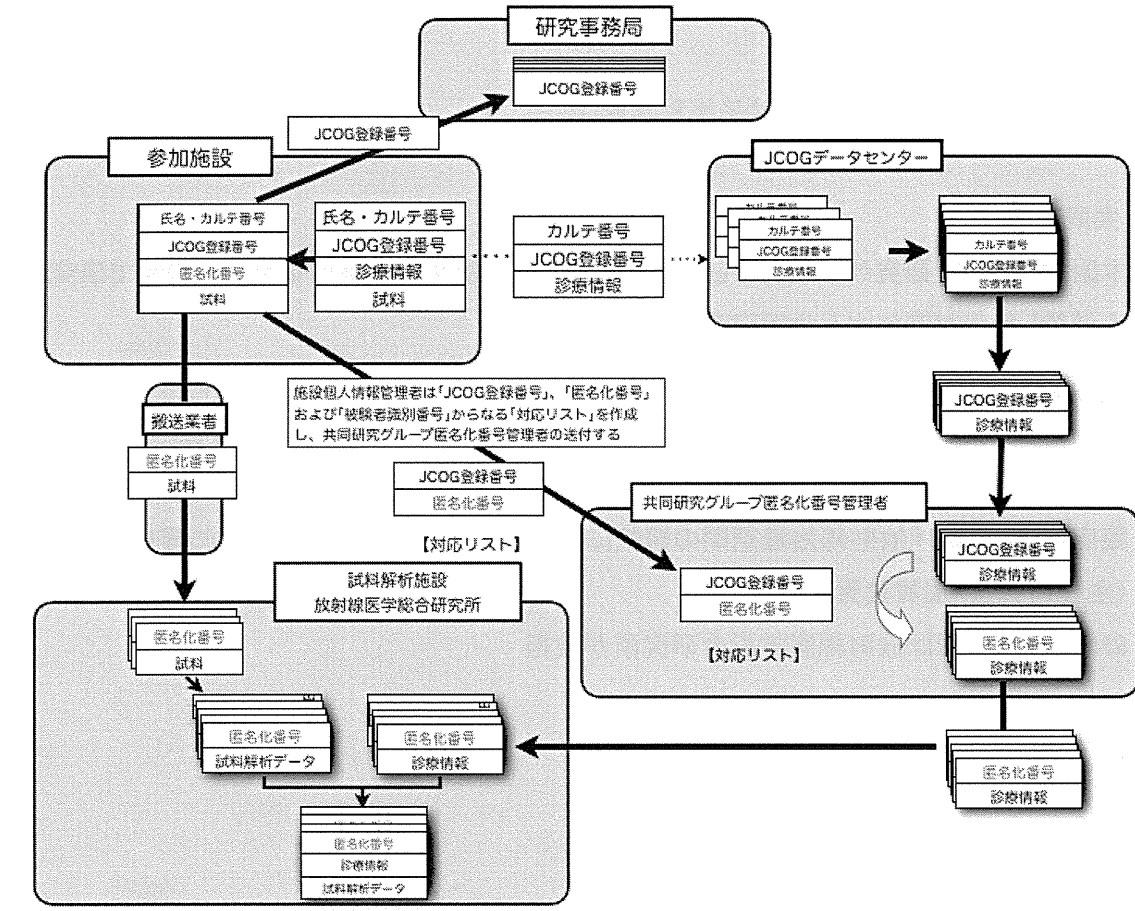 研究事務局
JCOG登録番号
JCOG登録番号
参加施設
氏名・カルテ番号
JCOG登録番号
匿名化番号
試料
氏名・カルテ番号
JCOG登録番号
診療情報
試料
カルテ番号
JCOG登録番号
診療情報
JCOGデータセンター
カルテ番号
JCOG登録番号
診療情報
カルテ番号
JCOG登録番号
診療情報
JCOG登録番号
診療情報
施設個人情報管理者は「JCOG登録番号」、「匿名化番号」
および「被験者識別番号」からなる「対応リスト」を作成
し、共同研究グループ匿名化番号管理者の送付する
搬送業者
匿名化番号
試料
JCOG登録番号
匿名化番号
【対応リスト】
共同研究グループ匿名化番号管理者
JCOG登録番号
匿名化番号
【対応リスト】
JCOG登録番号
診療情報
匿名化番号
診療情報
匿名化番号
診療情報
試料解析施設
放射線医学総合研究所
匿名化番号
試料
匿名化番号
試料解析データ
匿名化番号
診療情報
匿名化番号
診療情報
試料解析データ